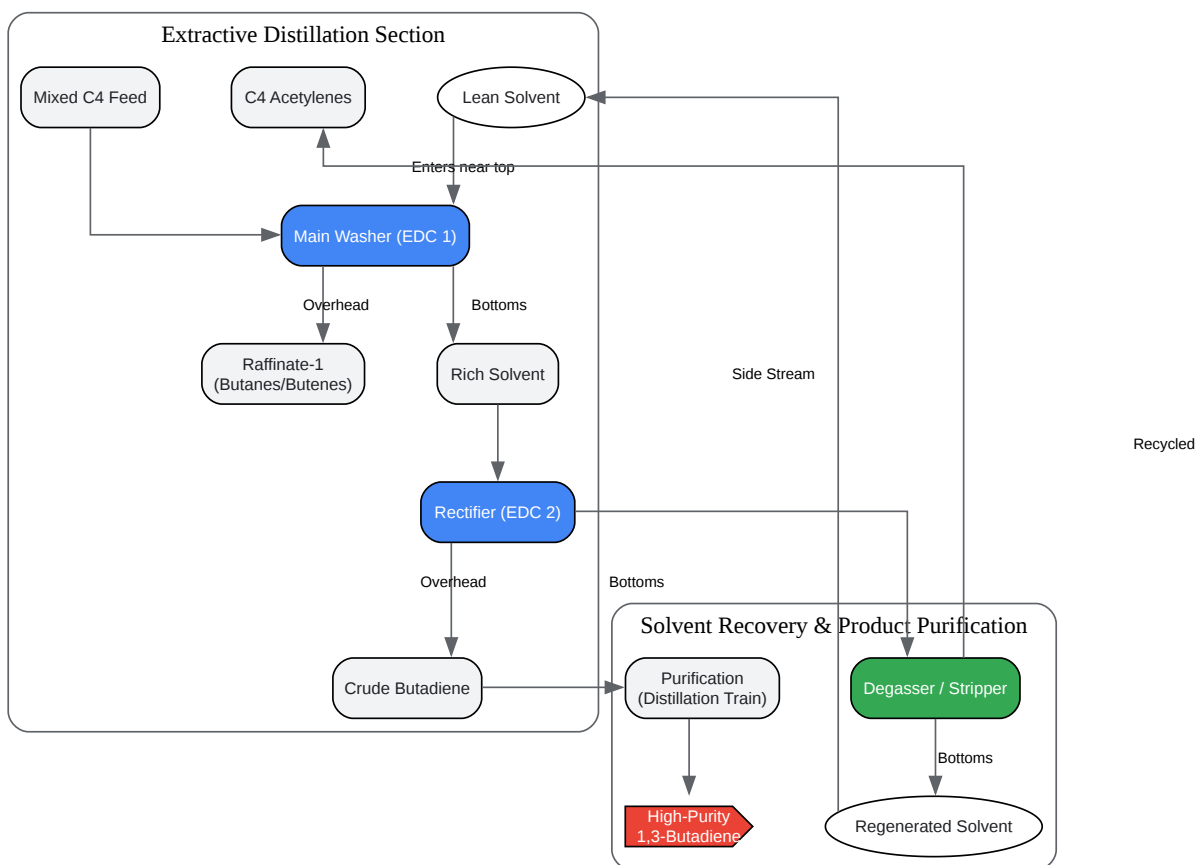 Extractive Distillation Section
Mixed C4 Feed
C4 Acetylenes
Lean Solvent
Enters near top
Main Washer (EDC 1)
Overhead
Bottoms
Raffinate-1
(Butanes/Butenes)
Rich Solvent
Side Stream
Recycled
Rectifier (EDC 2)
Overhead
Bottoms
Solvent Recovery & Product Purification
Crude Butadiene
Purification
(Distillation Train)
Degasser / Stripper
Bottoms
High-Purity
1,3-Butadiene
Regenerated Solvent